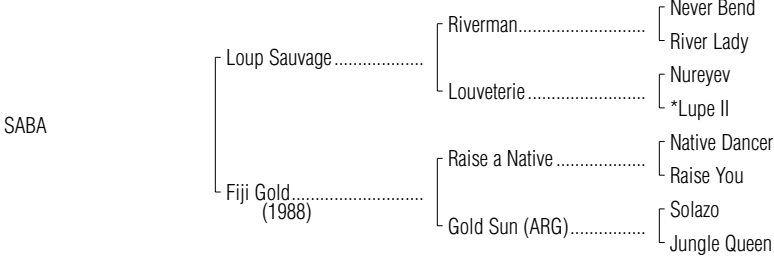 Never Bend
Riverman............................
River Lady
Loup Sauvage...................
Nureyev
Louveterie..........................
*Lupe II
SABA
Native Dancer
Raise a Native....................
Raise You
Fiji Gold.............................
(1988)
Solazo
Gold Sun (ARG)................
Jungle Queen